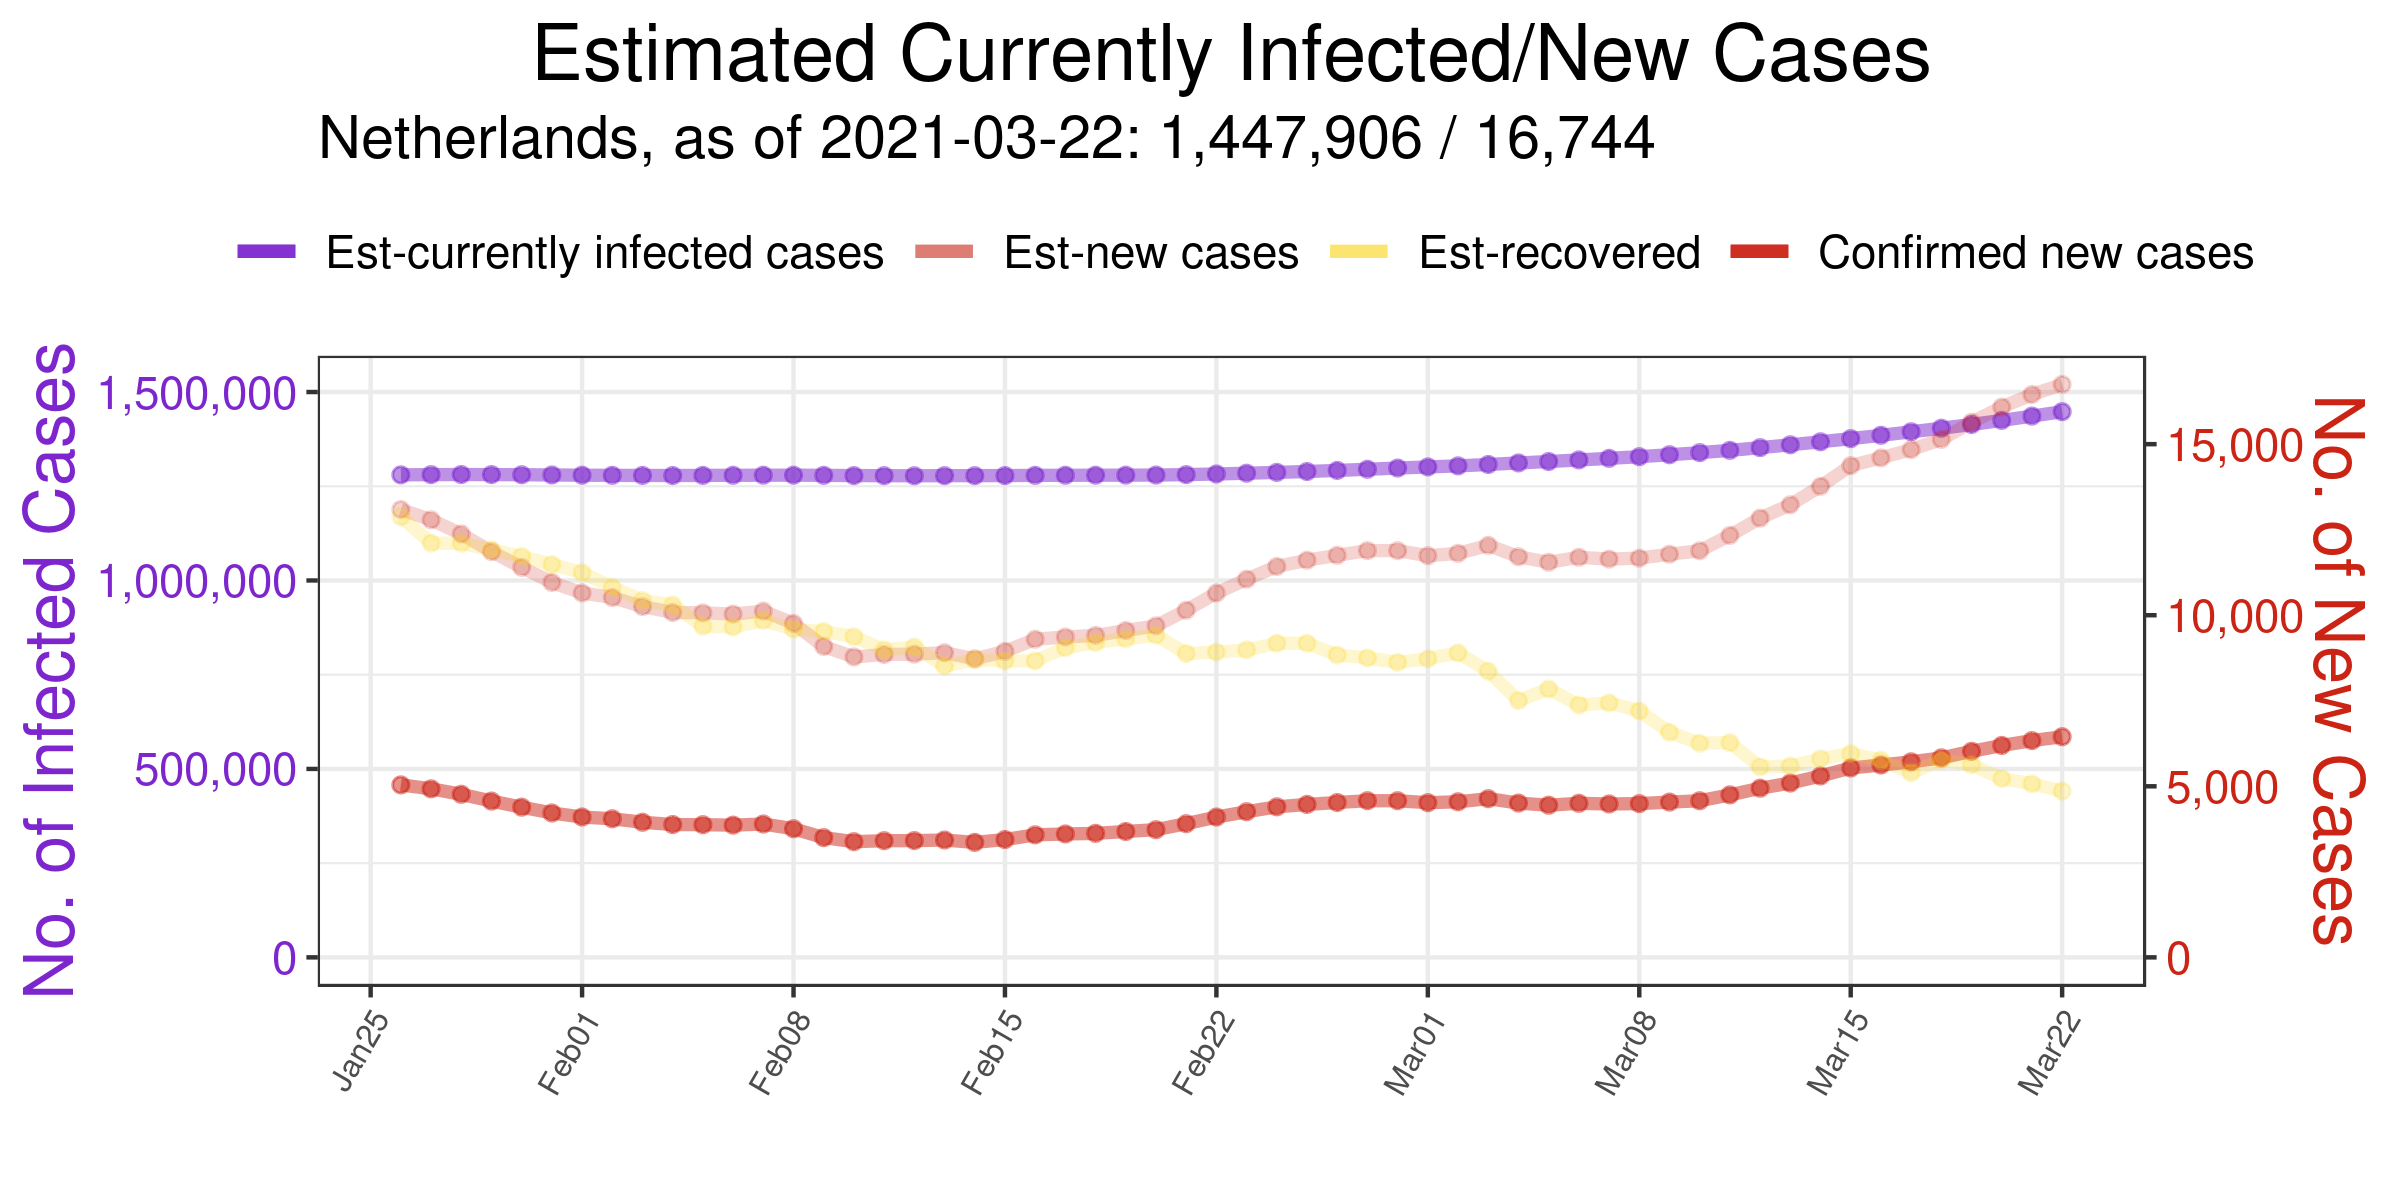 Estimated Currently Infected/New Cases
Netherlands, as of 2021-03-22: 1,447,906 / 16,744
Est-currently infected cases Est-new cases Est-recovered Confirmed new cases
No. of Infected Cases
1,500,000
1,000,000
500,000
0
15,000
10,000
5,000
0
No. of New Cases
Jan25 Feb01 Feb08 Feb15 Feb22 Mar01 Mar08 Mar15 Mar22